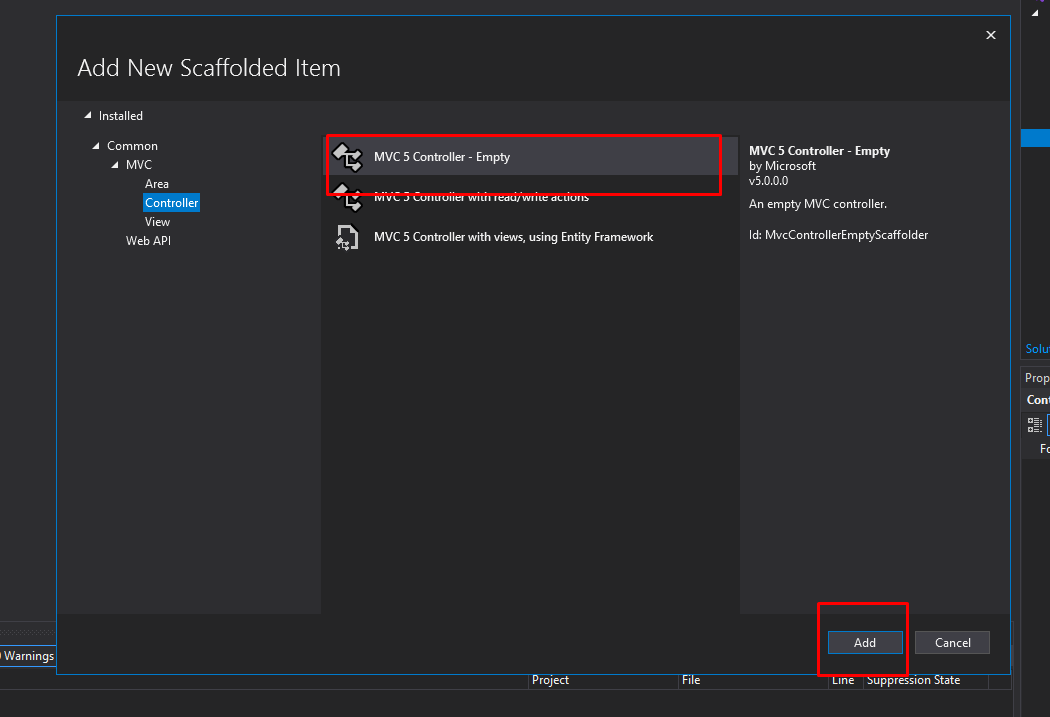 Add New Scaffolded Item
Installed
Common
MVC
Area
Controller
View
Web API
MVC 5 Controller - Empty
MVC 5 Controller with read/write actions
MVC 5 Controller with views, using Entity Framework
MVC 5 Controller - Empty
by Microsoft
v5.0.0.0
An empty MVC controller.
Id: MvcControllerEmptyScaffolder
Add
Cancel
Solut
Prop
Cont
Fo
Warnings
Project
File
Line
Suppression State